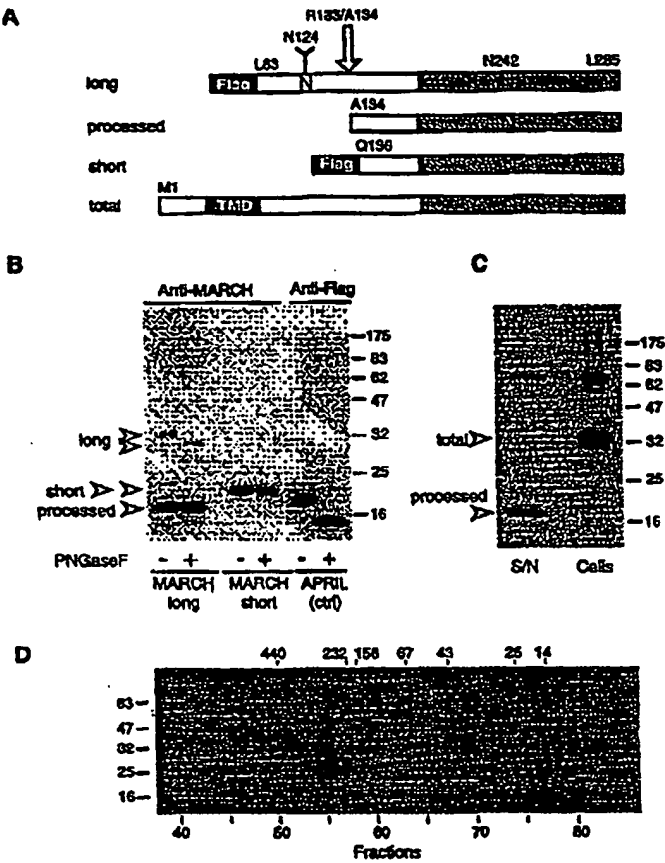 A
R133/A134
N124
L83
N242
L285
long
Flag
N
A134
processed
Q136
short
Flag
M1
total
TMD
B
C
Anti-MARCH
Anti-Flag
175
83
62
47
32
25
16
long
short
processed
PNGaseF
- + - + - +
MARCH
long
MARCH
short
APRIL
(ctrl)
175
83
62
47
32
25
16
total
processed
S/N
Cells
D
440
232
158
67
43
25
14
83
47
32
25
16
40
50
60
70
80
Fractions